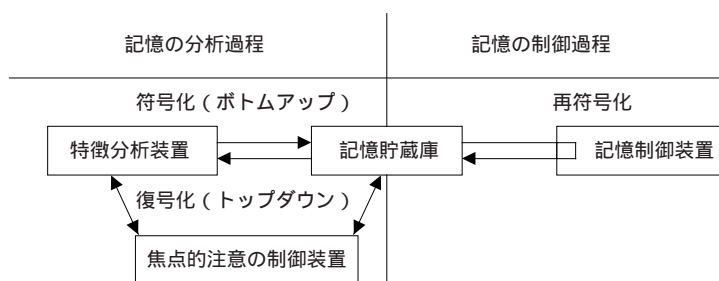 記憶の分析過程
記憶の制御過程
符号化（ボトムアップ）
再符号化
特徴分析装置
記憶貯蔵庫
記憶制御装置
復号化（トップダウン）
焦点的注意の制御装置